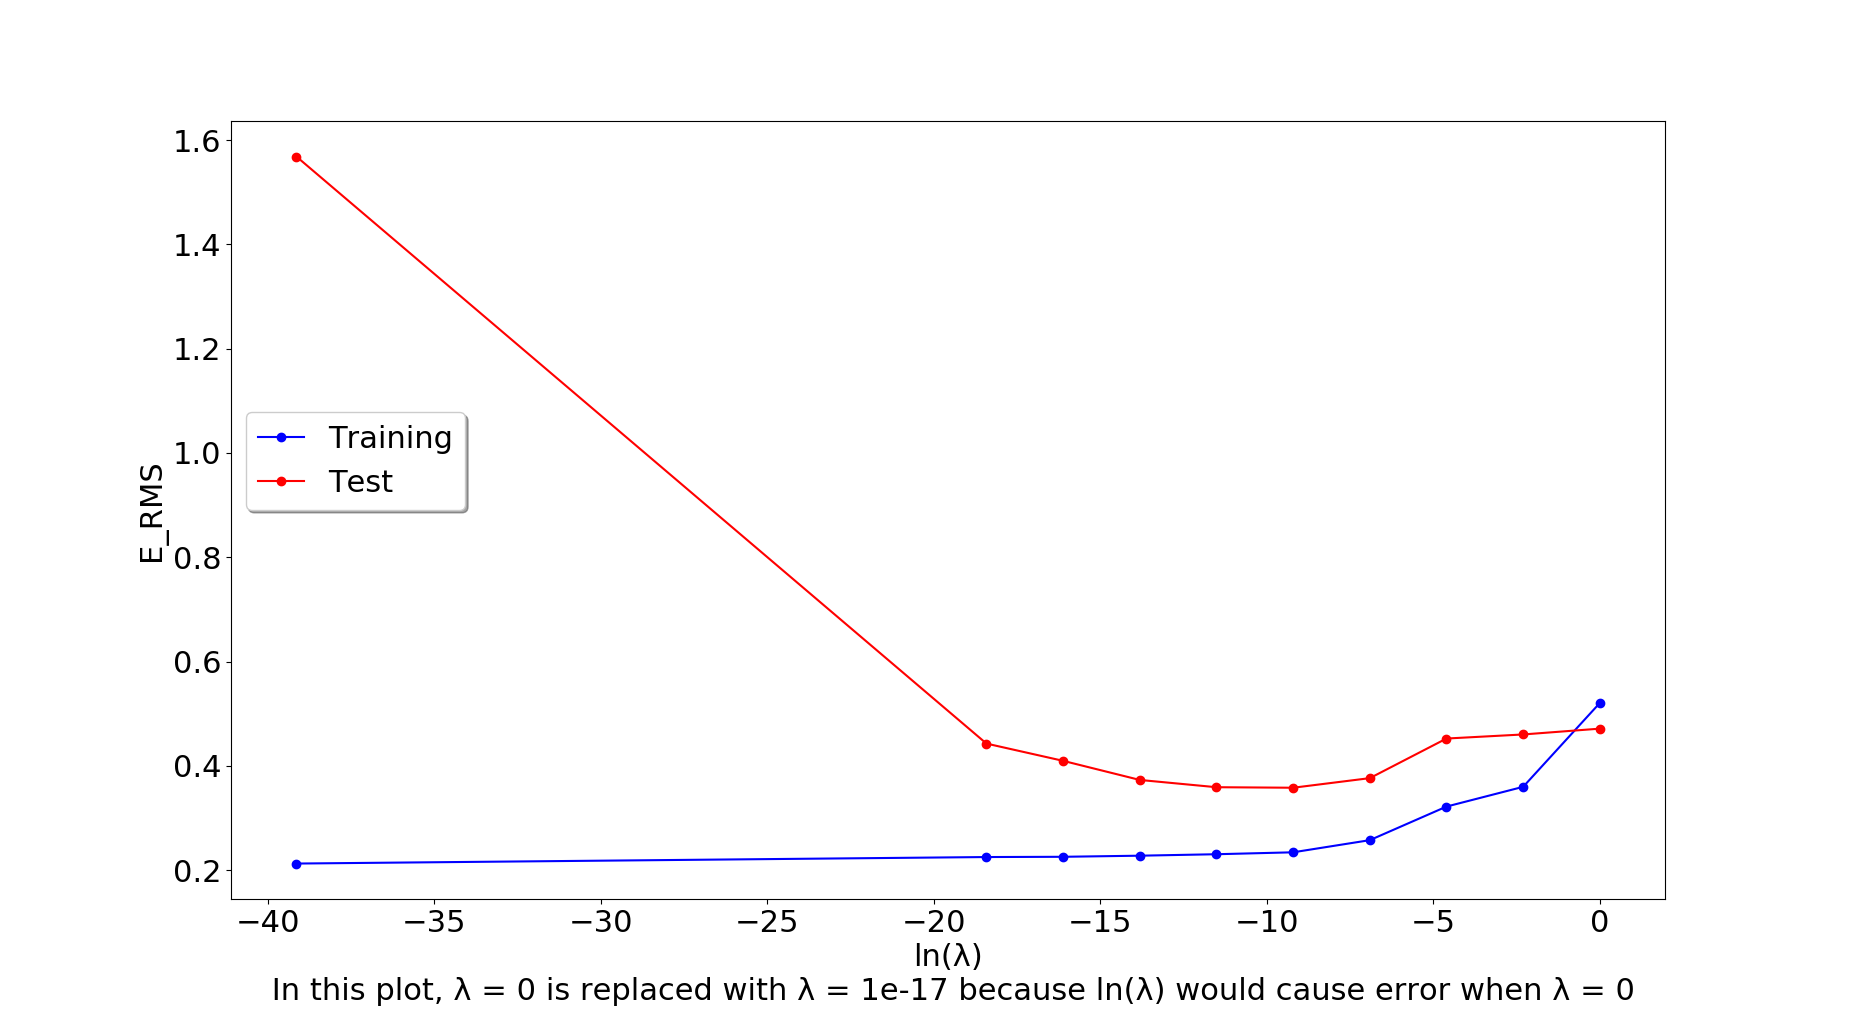 1.6
1.4
1.2
1.0
0.8
0.6
0.4
0.2
E_RMS
Training
Test
−40 −35 −30 −25 −20 −15 −10 −5 0
ln(λ)
In this plot, λ = 0 is replaced with λ = 1e-17 because ln(λ) would cause error when λ = 0